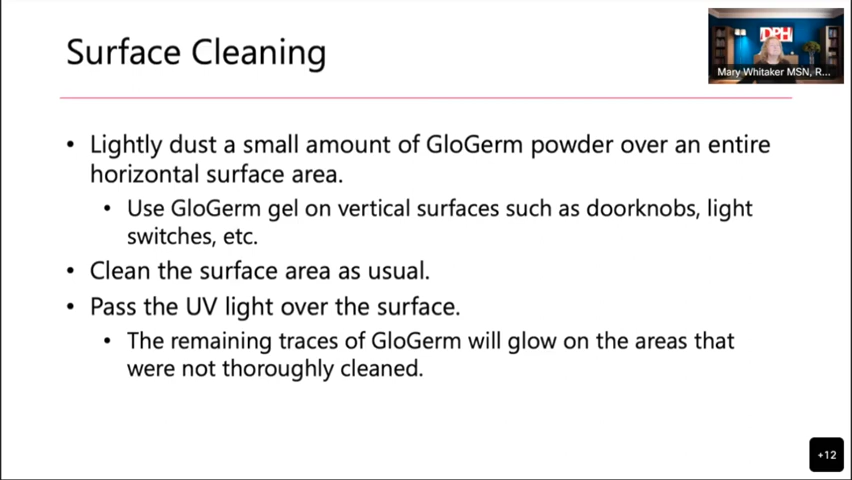 Surface Cleaning
DPH
Mary Whitaker MSN, R...
• Lightly dust a small amount of GloGerm powder over an entire
horizontal surface area.
• Use GloGerm gel on vertical surfaces such as doorknobs, light
switches, etc.
• Clean the surface area as usual.
• Pass the UV light over the surface.
• The remaining traces of GloGerm will glow on the areas that
were not thoroughly cleaned.
+12